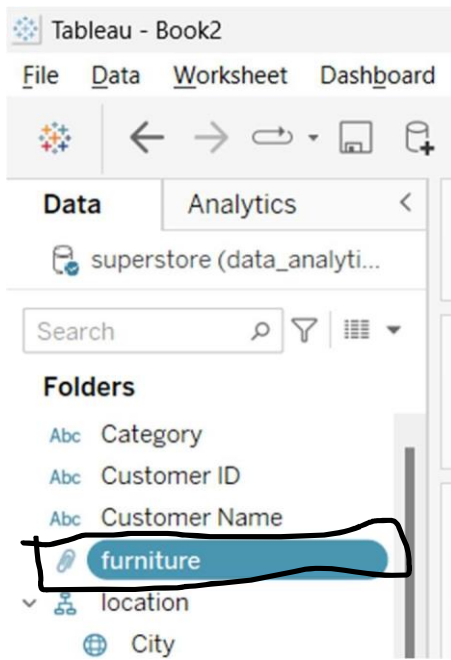 Tableau - Book2
File Data Worksheet Dashboard
Data Analytics
superstore (data_analyti...
Search
Folders
Abc Category
Abc Customer ID
Abc Customer Name
furniture
location
City